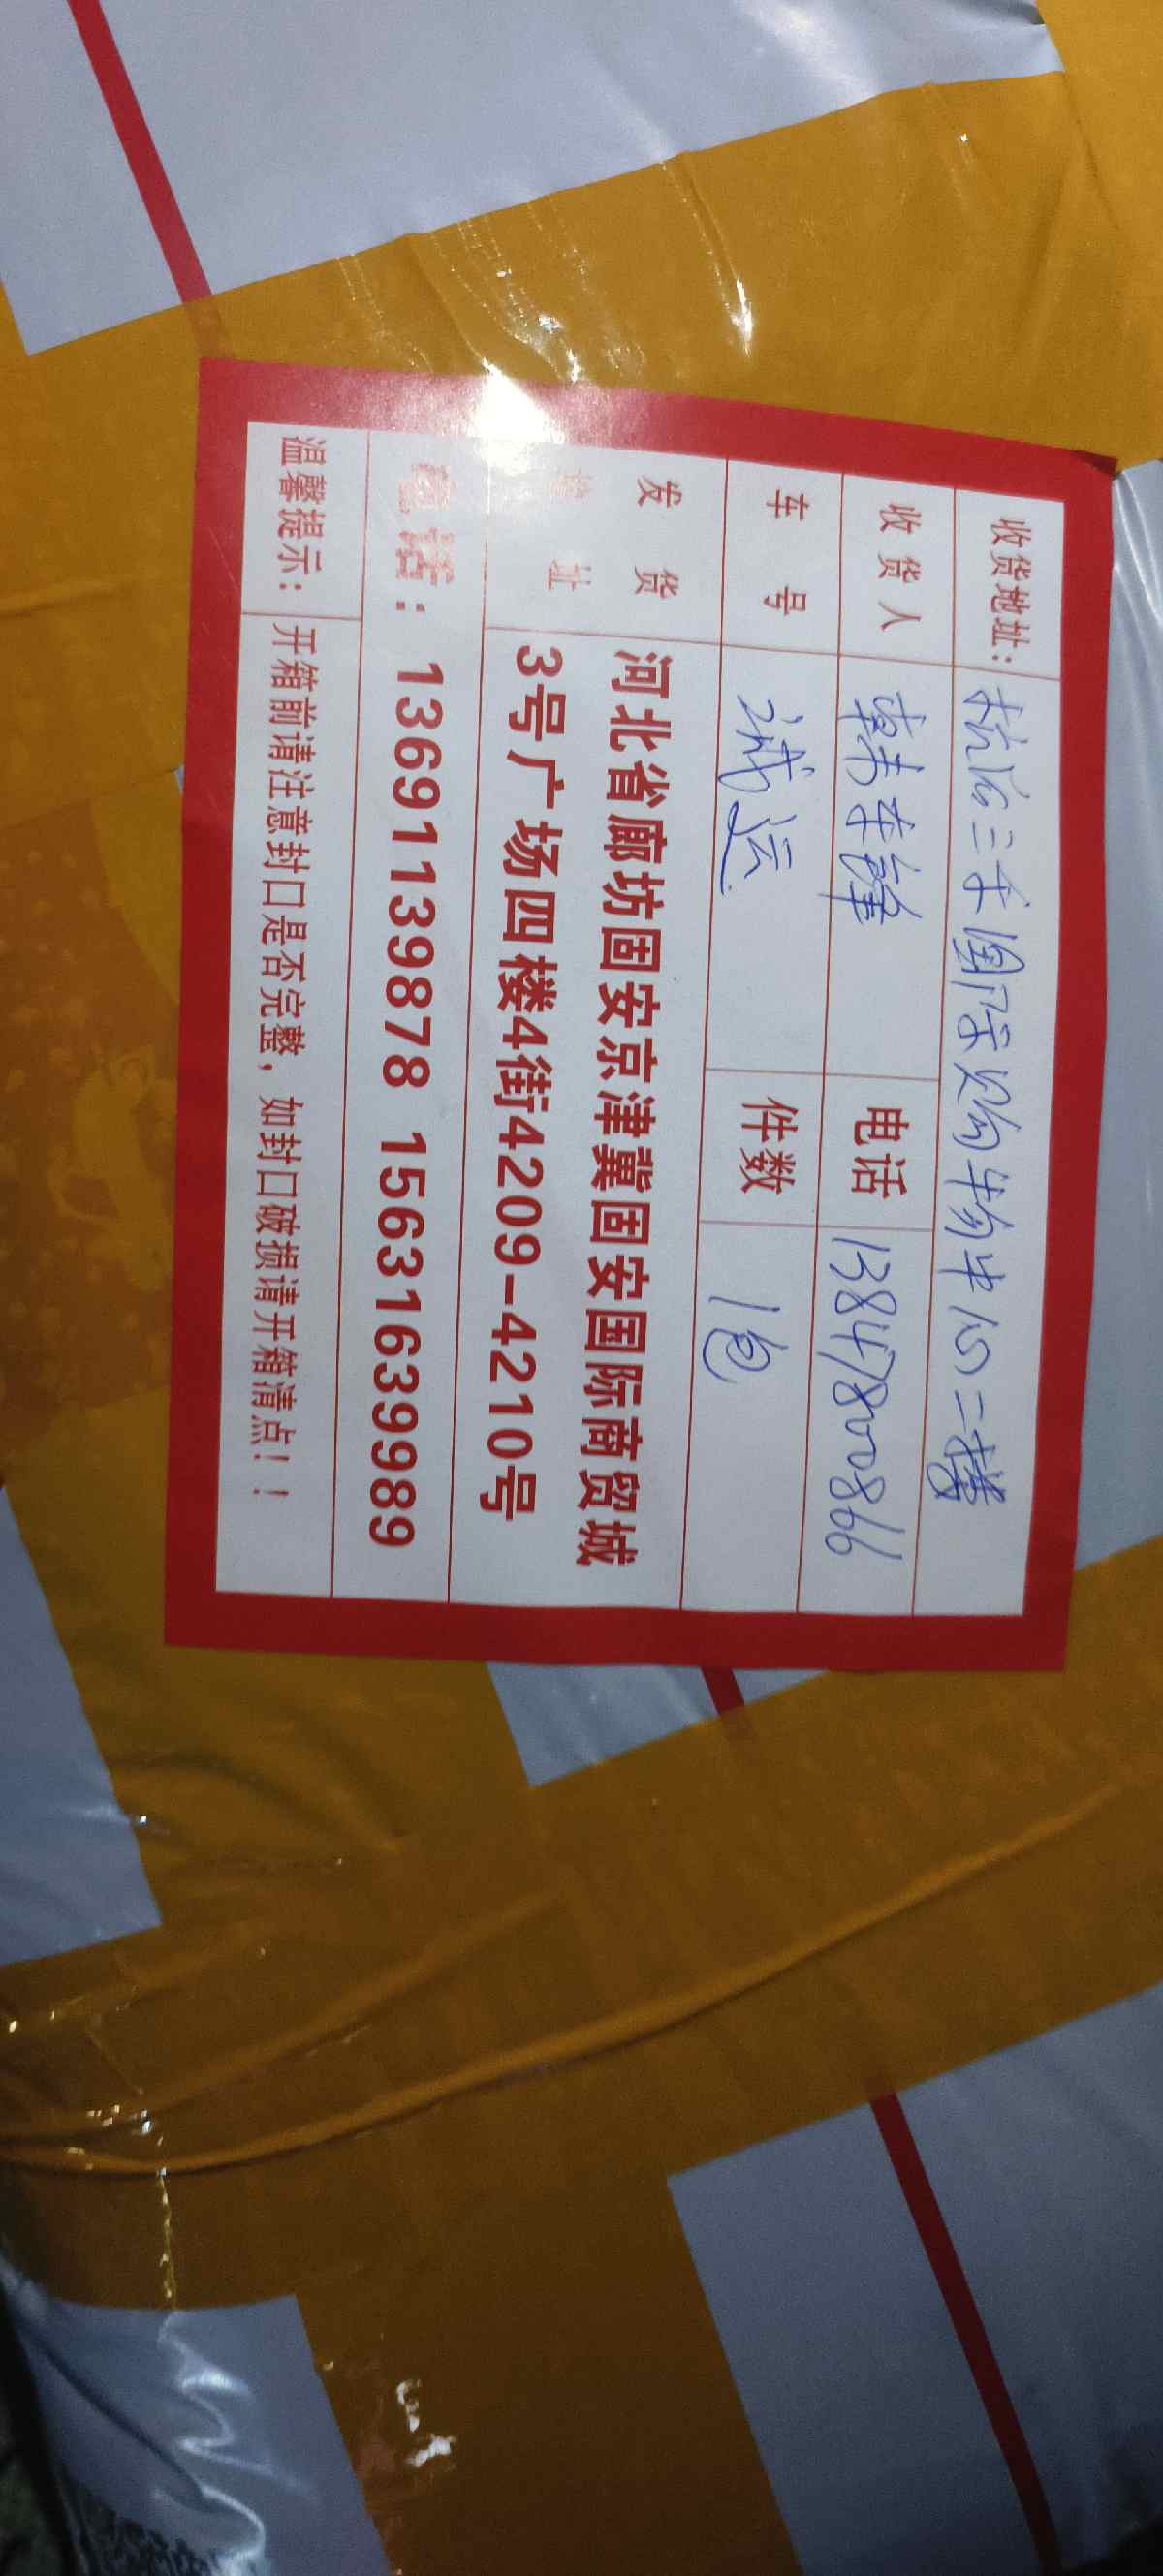 收货地址: 杭后三千国际购物中心二楼
收货人 韩春锋 电话 13847800866
车号 诚运 件数 1包
发货地址 河北省廊坊固安京津冀固安国际商贸城
3号广场四楼4街4209-4210号
电话: 13691139878 15631639989
温馨提示: 开箱前请注意封口是否完整，如封口破损请开箱清点！！